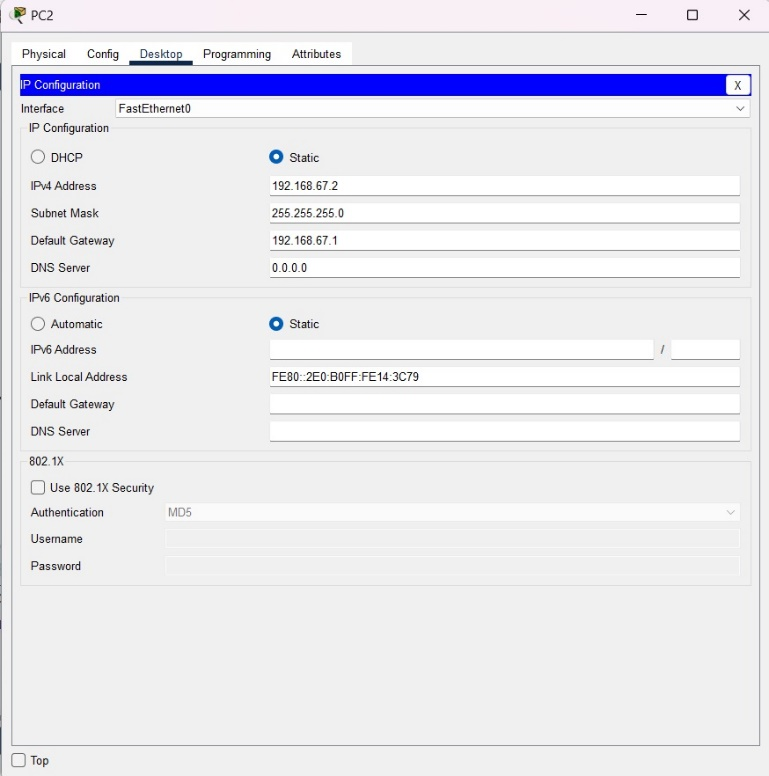 PC2
Physical Config Desktop Programming Attributes
IP Configuration X
Interface FastEthernet0
IP Configuration
DHCP Static
IPv4 Address 192.168.67.2
Subnet Mask 255.255.255.0
Default Gateway 192.168.67.1
DNS Server 0.0.0.0
IPv6 Configuration
Automatic Static
IPv6 Address /
Link Local Address FE80::2E0:B0FF:FE14:3C79
Default Gateway
DNS Server
802.1X
Use 802.1X Security
Authentication MD5
Username
Password
Top